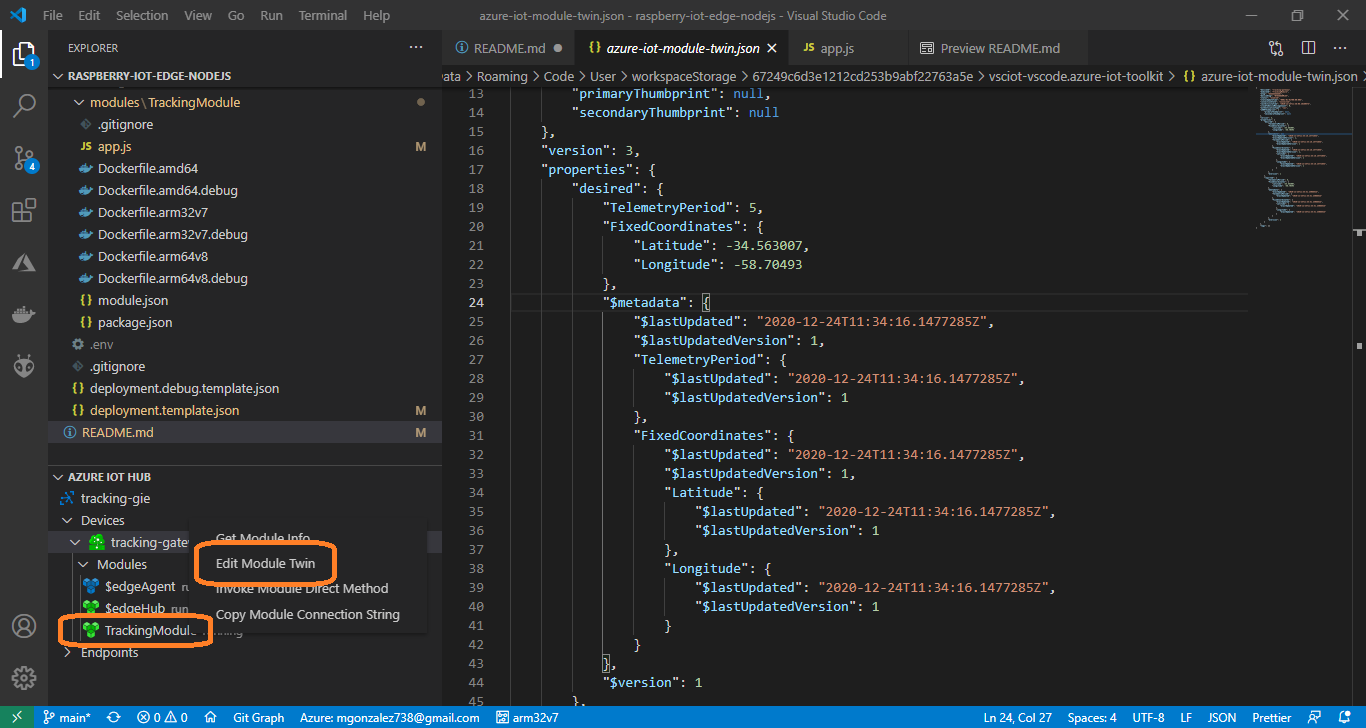 File Edit Selection View Go Run Terminal Help azure-iot-module-twin.json - raspberry-iot-edge-nodejs - Visual Studio Code
EXPLORER
RASPBERRY-IOT-EDGE-NODEJS
modules \ TrackingModule
.gitignore
JS app.js M
Dockerfile.amd64
Dockerfile.amd64.debug
Dockerfile.arm32v7
Dockerfile.arm32v7.debug
Dockerfile.arm64v8
Dockerfile.arm64v8.debug
{} module.json
{} package.json
.env
.gitignore
{} deployment.debug.template.json
{} deployment.template.json M
README.md M
AZURE IOT HUB
tracking-gie
Devices
tracking-gate
Modules
$edgeAgent
$edgeHub run
TrackingModule
Endpoints
Get Module Info
Edit Module Twin
Invoke Module Direct Method
Copy Module Connection String
1
4
README.md {} azure-iot-module-twin.json JS app.js Preview README.md
ata > Roaming > Code > User > workspaceStorage > 67249c6d3e1212cd253b9abf22763a5e > vsciot-vscode.azure-iot-toolkit > {} azure-iot-module-twin.json >
13 "primaryThumbprint": null,
14 "secondaryThumbprint": null
15 },
16 "version": 3,
17 "properties": {
18 "desired": {
19 "TelemetryPeriod": 5,
20 "FixedCoordinates": {
21 "Latitude": -34.563007,
22 "Longitude": -58.70493
23 },
24 "$metadata": {
25 "$lastUpdated": "2020-12-24T11:34:16.1477285Z",
26 "$lastUpdatedVersion": 1,
27 "TelemetryPeriod": {
28 "$lastUpdated": "2020-12-24T11:34:16.1477285Z",
29 "$lastUpdatedVersion": 1
30 },
31 "FixedCoordinates": {
32 "$lastUpdated": "2020-12-24T11:34:16.1477285Z",
33 "$lastUpdatedVersion": 1,
34 "Latitude": {
35 "$lastUpdated": "2020-12-24T11:34:16.1477285Z",
36 "$lastUpdatedVersion": 1
37 },
38 "Longitude": {
39 "$lastUpdated": "2020-12-24T11:34:16.1477285Z",
40 "$lastUpdatedVersion": 1
41 }
42 }
43 },
44 "$version": 1
45 },
main* 0 0 Git Graph Azure: mgonzalez738@gmail.com arm32v7 Ln 24, Col 27 Spaces: 4 UTF-8 LF JSON Prettier